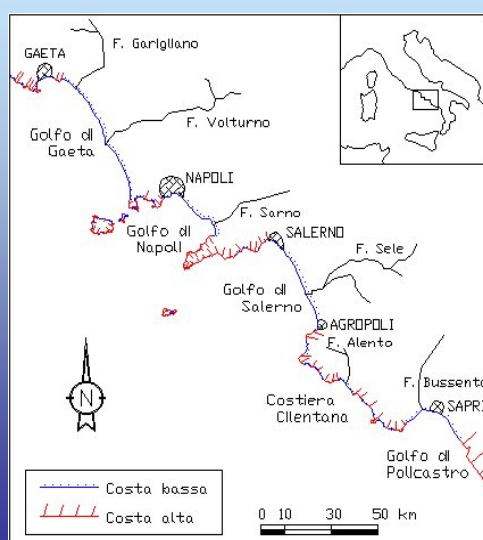 GAETA
F. Garigliano
F. Volturno
Golfo di
Gaeta
NAPOLI
F. Sarno
Golfo di
Napoli
SALERNO
F. Sele
Golfo di
Salerno
AGROPOLI
F. Alento
F. Bussento
Costiera
Cilentana
SAPRI
Golfo di
Policastro
N
Costa bassa
Costa alta
0 10 30 50 km